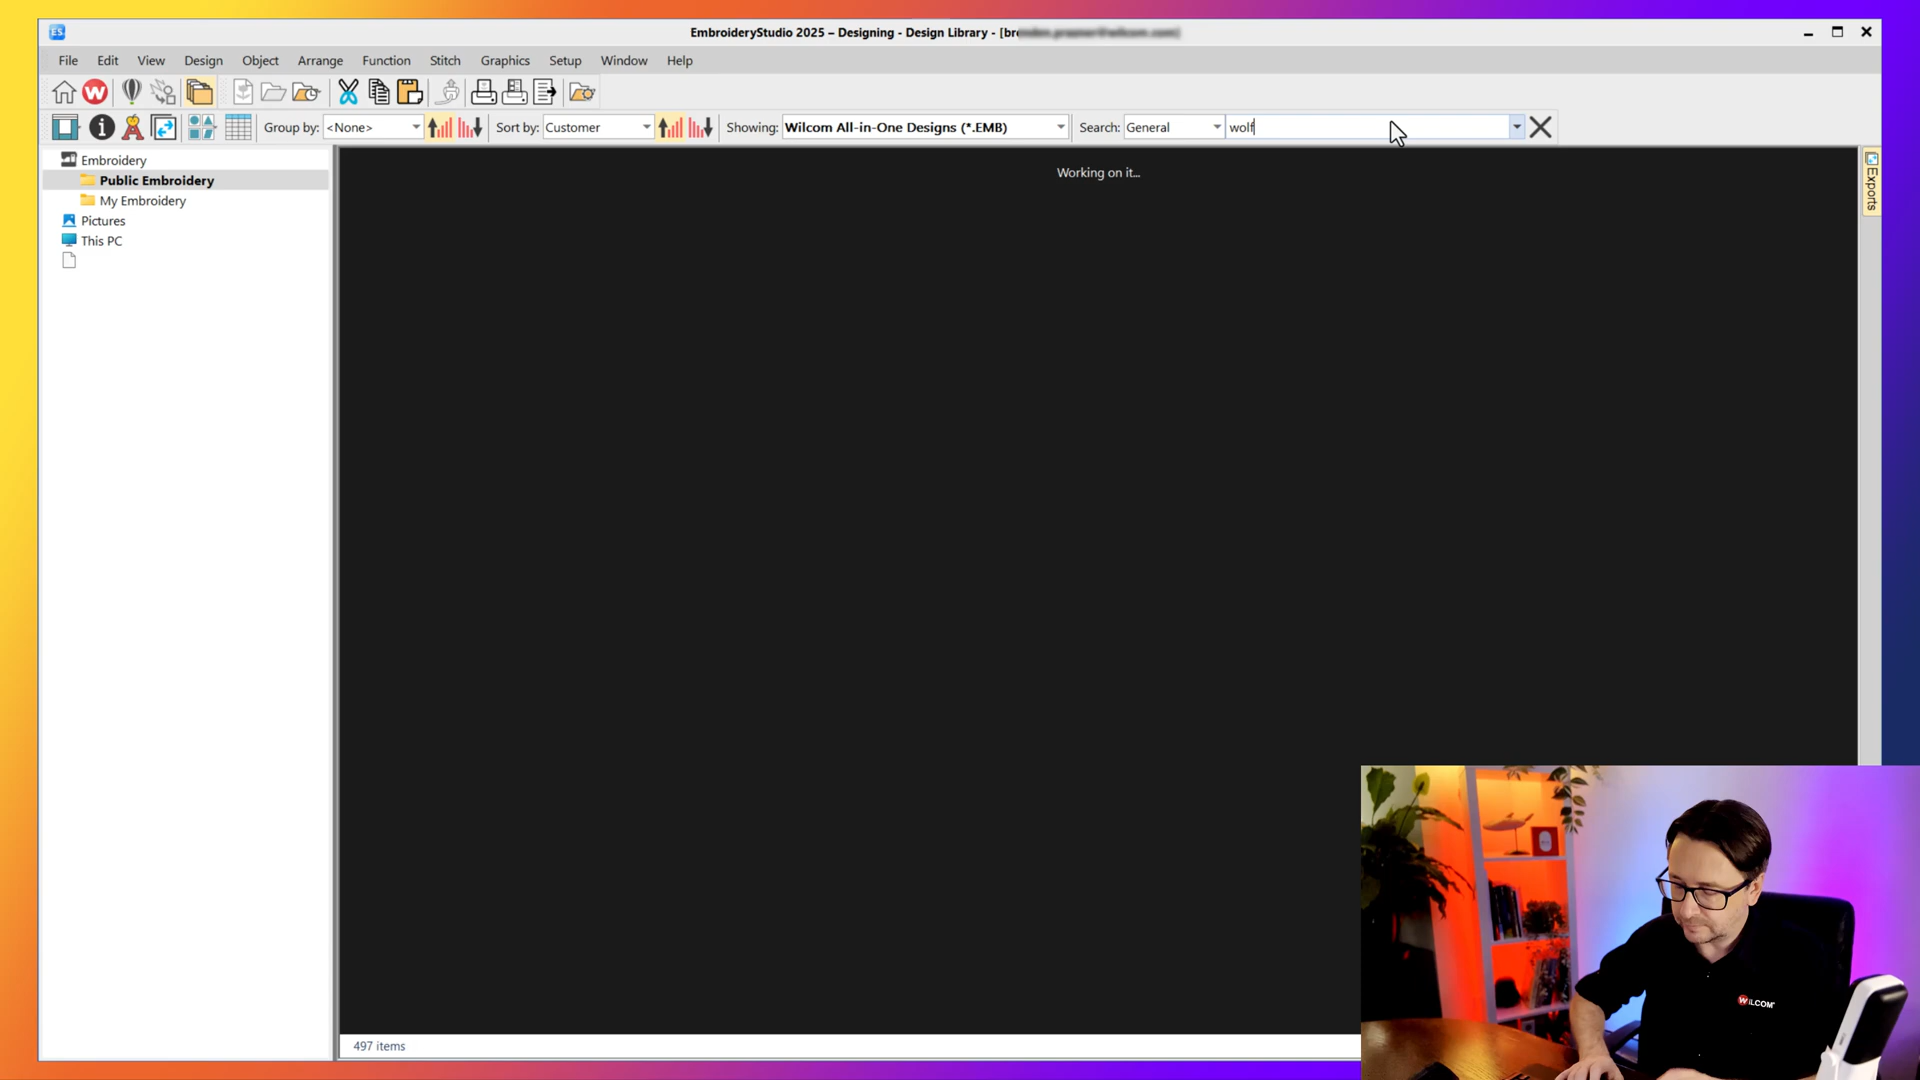 ES
EmbroideryStudio 2025 – Designing - Design Library - [bre
File Edit View Design Object Arrange Function Stitch Graphics Setup Window Help
W
Group by: <None> Sort by: Customer Showing: Wilcom All-in-One Designs (*.EMB) Search: General wolf
Embroidery
Public Embroidery
My Embroidery
Pictures
This PC
Working on it...
Exports
497 items
WILCOM